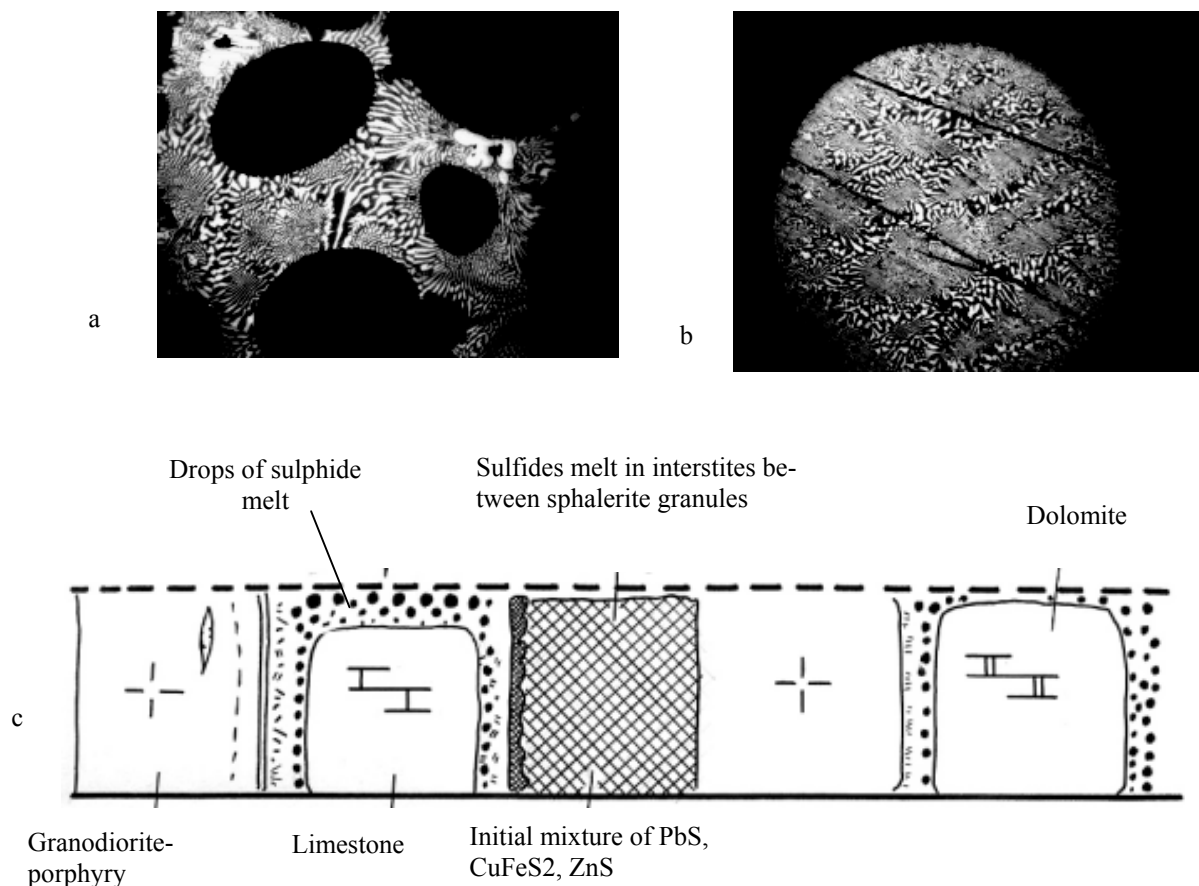 a
b
Drops of sulphide
melt
Sulfides melt in interstites be-
tween sphalerite granules
Dolomite
c
Granodiorite-
porphyry
Limestone
Initial mixture of PbS,
CuFeS2, ZnS